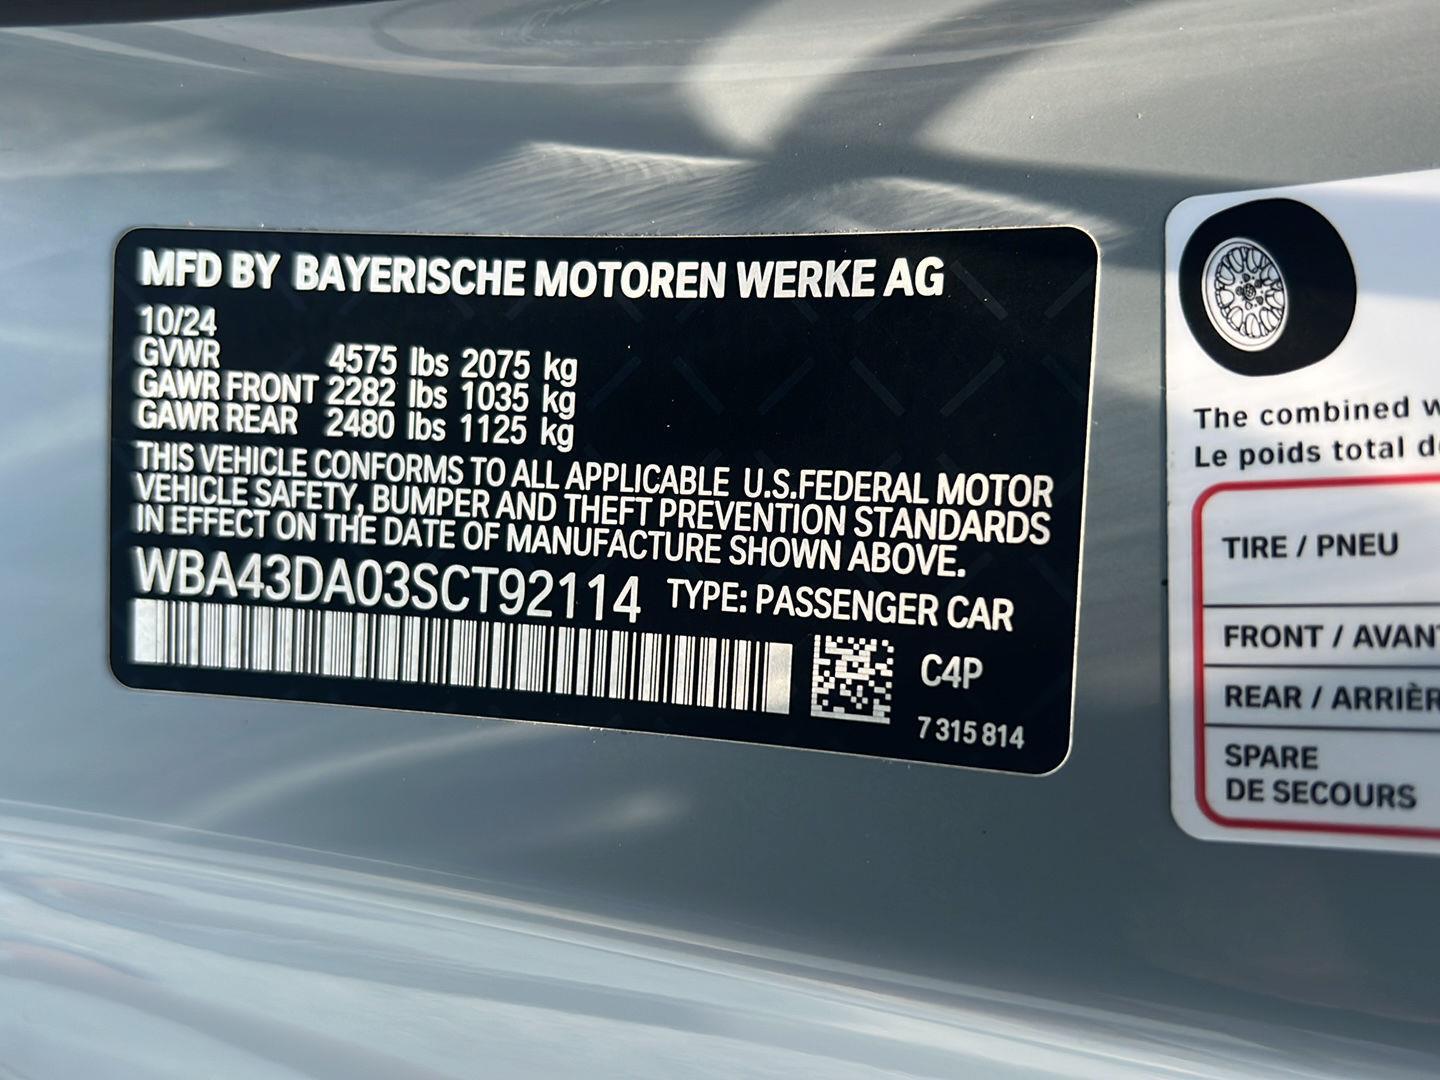 MFD BY BAYERISCHE MOTOREN WERKE AG
10/24
GVWR 4575 lbs 2075 kg
GAWR FRONT 2282 lbs 1035 kg
GAWR REAR 2480 lbs 1125 kg
THIS VEHICLE CONFORMS TO ALL APPLICABLE U.S.FEDERAL MOTOR
VEHICLE SAFETY, BUMPER AND THEFT PREVENTION STANDARDS
IN EFFECT ON THE DATE OF MANUFACTURE SHOWN ABOVE.
WBA43DA03SCT92114 TYPE: PASSENGER CAR
C4P
7 315 814
The combined
Le poids total
TIRE / PNEU
FRONT / AVANT
REAR / ARRIÈR
SPARE
DE SECOURS